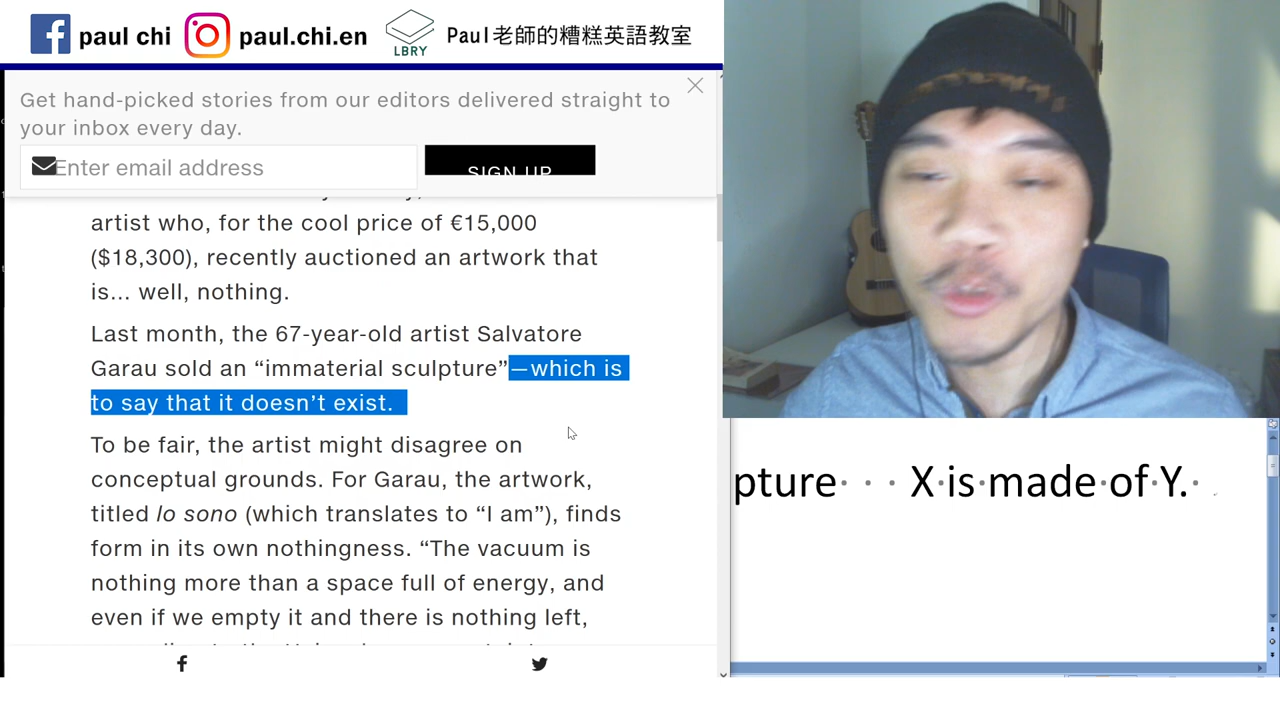 paul chi paul.chi.en LBRY Paul老師的糟糕英語教室
Get hand-picked stories from our editors delivered straight to
your inbox every day.
Enter email address
SIGN UP
artist who, for the cool price of €15,000
($18,300), recently auctioned an artwork that
is... well, nothing.
Last month, the 67-year-old artist Salvatore
Garau sold an “immaterial sculpture”—which is
to say that it doesn’t exist.
To be fair, the artist might disagree on
conceptual grounds. For Garau, the artwork,
titled Io sono (which translates to “I am”), finds
form in its own nothingness. “The vacuum is
nothing more than a space full of energy, and
even if we empty it and there is nothing left,
pture · · · X is made of Y.